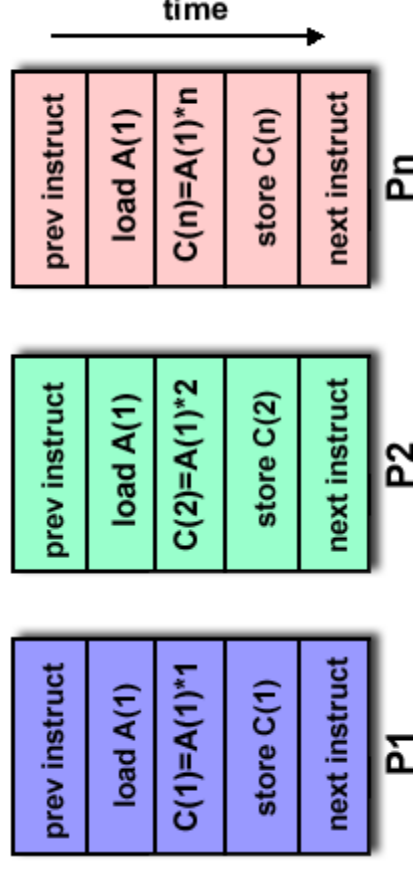 prev instruct
load A(1)
C(1)=A(1)*1
store C(1)
next instruct
P1
prev instruct
load A(1)
C(2)=A(1)*2
store C(2)
next instruct
P2
prev instruct
load A(1)
C(n)=A(1)*n
store C(n)
next instruct
Pn
time